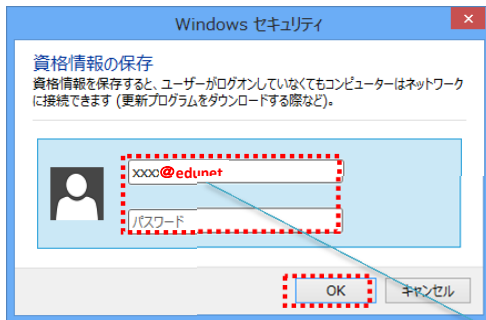 Windows セキュリティ
資格情報の保存
資格情報を保存すると、ユーザーがログオンしていなくてもコンピューターはネットワーク
に接続できます (更新プログラムをダウンロードする際など)。
xxxx@edunet
パスワード
OK
キャンセル